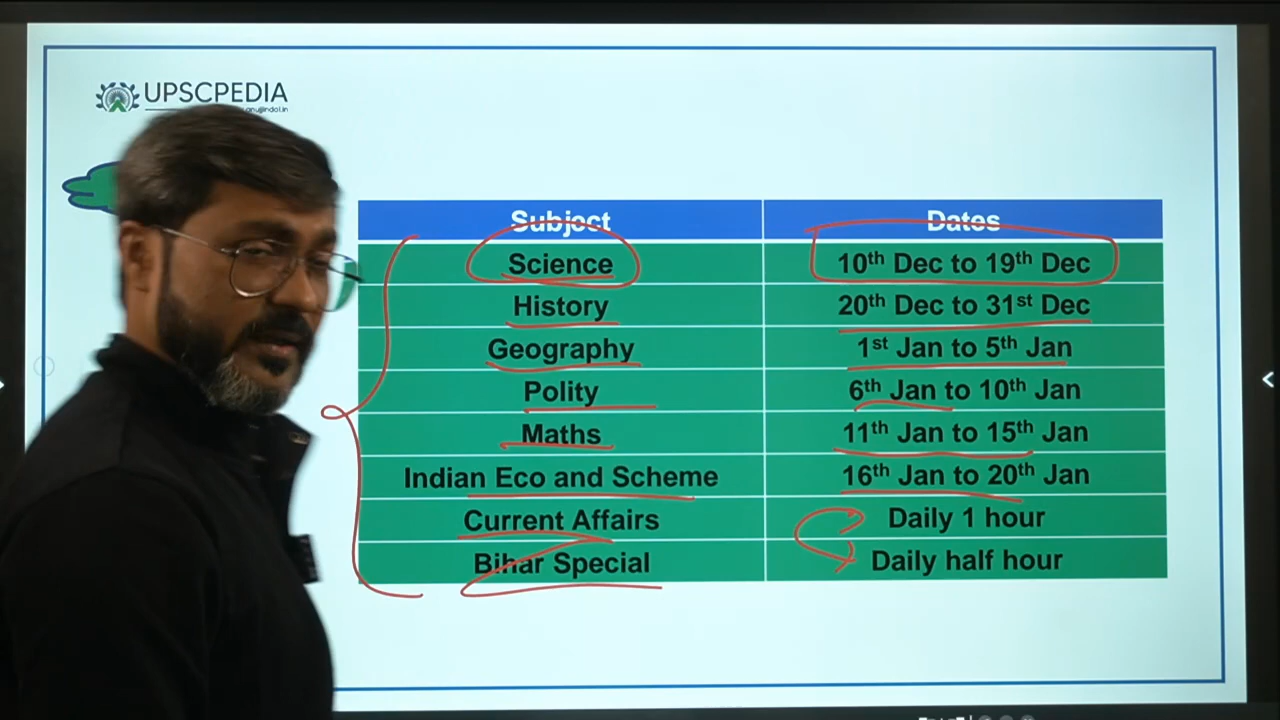 UPSCPEDIA
Subject Dates
Science 10th Dec to 19th Dec
History 20th Dec to 31st Dec
Geography 1st Jan to 5th Jan
Polity 6th Jan to 10th Jan
Maths 11th Jan to 15th Jan
Indian Eco and Scheme 16th Jan to 20th Jan
Current Affairs Daily 1 hour
Bihar Special Daily half hour